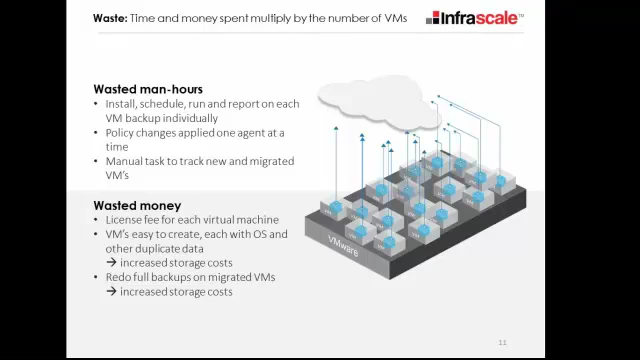 Waste: Time and money spent multiply by the number of VMs
Infrascale™
Wasted man-hours
• Install, schedule, run and report on each
VM backup individually
• Policy changes applied one agent at a
time
• Manual task to track new and migrated
VM's
Wasted money
• License fee for each virtual machine
• VM's easy to create, each with OS and
other duplicate data
→ increased storage costs
• Redo full backups on migrated VMs
→ increased storage costs
VMware
11